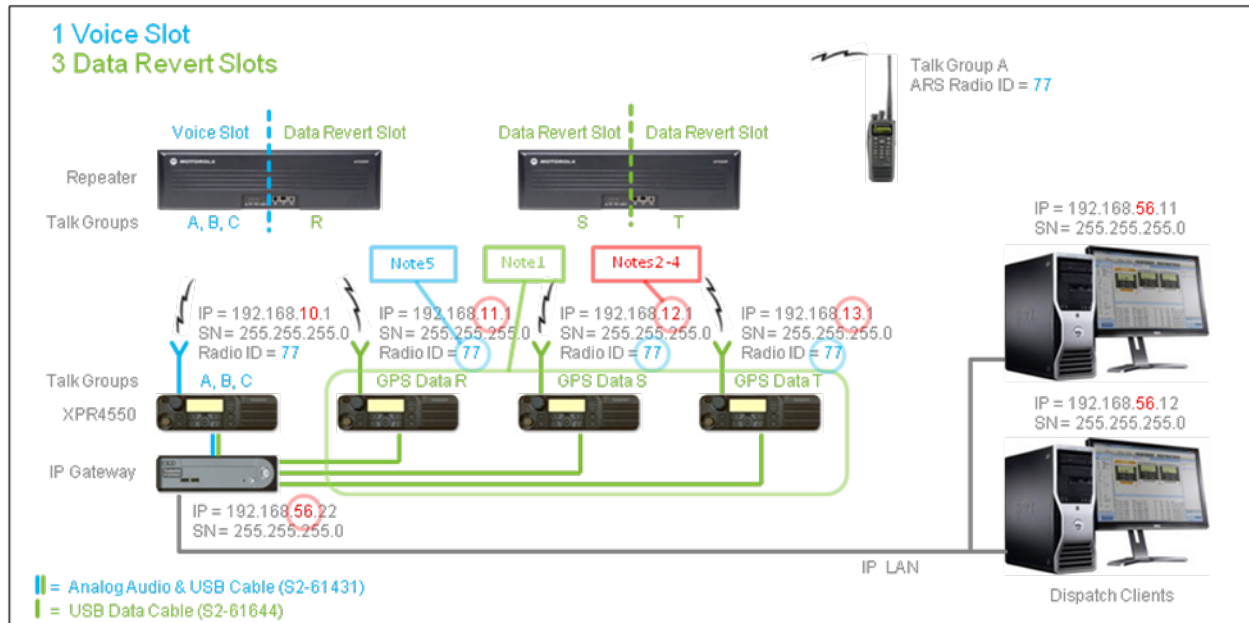 1 Voice Slot
3 Data Revert Slots
Talk Group A
ARS Radio ID = 77
Voice Slot
Data Revert Slot
Data Revert Slot
Data Revert Slot
Repeater
MOTOROLA
MOTOROLA
Talk Groups
A, B, C
R
S
T
Note5
Note1
Notes2-4
IP = 192.168.10.1
SN = 255.255.255.0
Radio ID = 77
IP = 192.168.11.1
SN = 255.255.255.0
Radio ID = 77
IP = 192.168.12.1
SN = 255.255.255.0
Radio ID = 77
IP = 192.168.13.1
SN = 255.255.255.0
Radio ID = 77
Talk Groups
A, B, C
GPS Data R
GPS Data S
GPS Data T
XPR4550
IP Gateway
IP = 192.168.56.22
SN = 255.255.255.0
IP = 192.168.56.11
SN = 255.255.255.0
IP = 192.168.56.12
SN = 255.255.255.0
IP LAN
Dispatch Clients
= Analog Audio & USB Cable (S2-61431)
= USB Data Cable (S2-61644)